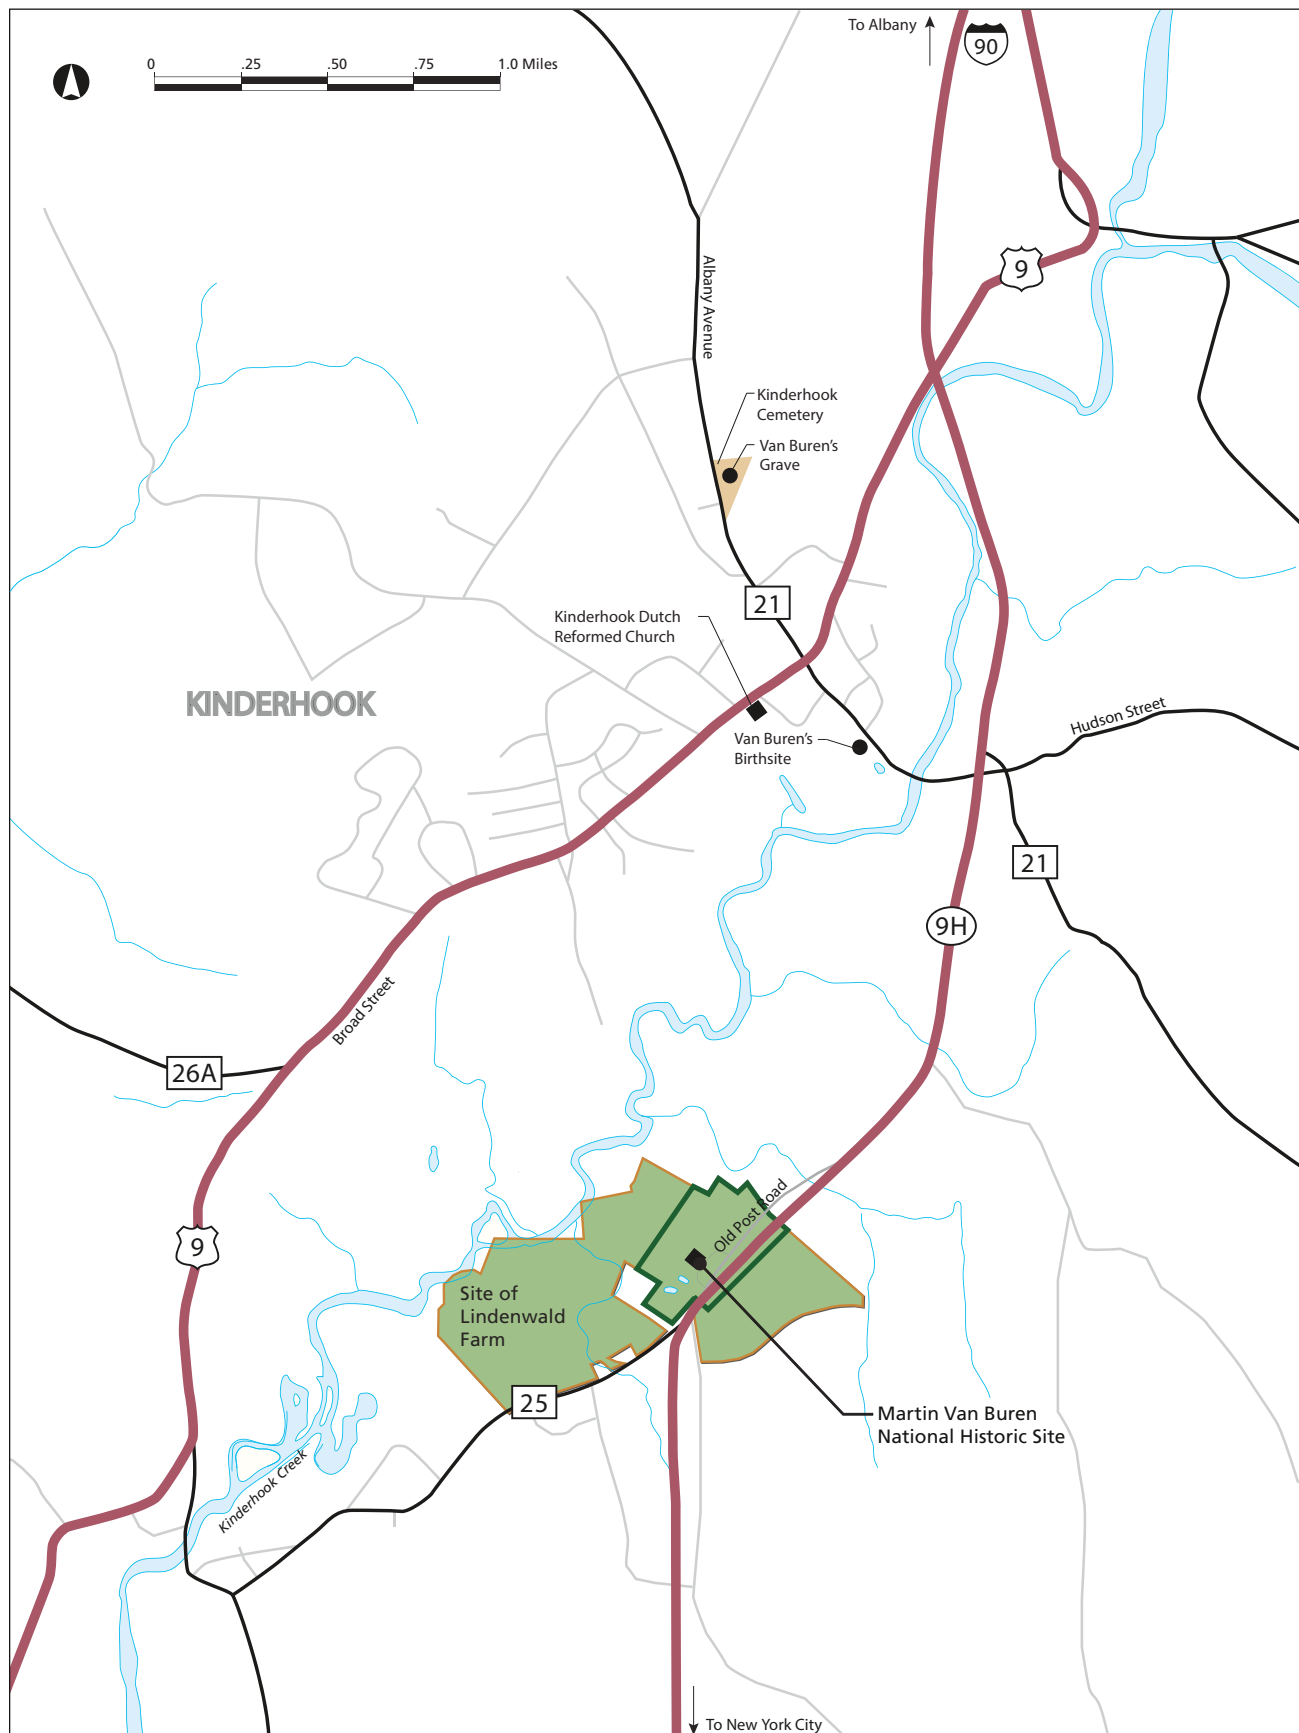 To Albany
90
0 .25 .50 .75 1.0 Miles
9
Albany Avenue
Kinderhook
Cemetery
Van Buren's
Grave
21
Kinderhook Dutch
Reformed Church
KINDERHOOK
Van Buren's
Birthsite
Hudson Street
21
9H
Broad Street
26A
Old Post Road
9
Site of
Lindenwald
Farm
25
Martin Van Buren
National Historic Site
Kinderhook Creek
To New York City